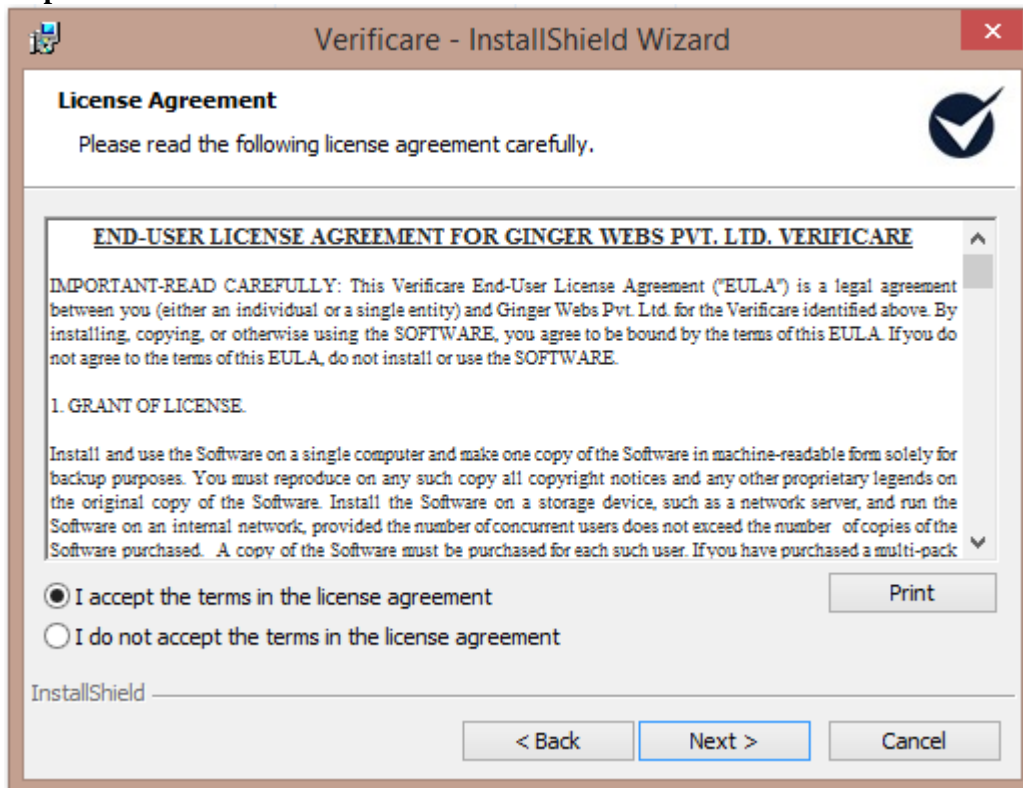 Verificare - InstallShield Wizard
License Agreement
Please read the following license agreement carefully.
END-USER LICENSE AGREEMENT FOR GINGER WEBS PVT. LTD. VERIFICARE
IMPORTANT-READ CAREFULLY: This Verificare End-User License Agreement ("EULA") is a legal agreement
between you (either an individual or a single entity) and Ginger Webs Pvt. Ltd. for the Verificare identified above. By
installing, copying, or otherwise using the SOFTWARE, you agree to be bound by the terms of this EULA. If you do
not agree to the terms of this EULA, do not install or use the SOFTWARE.
1. GRANT OF LICENSE.
Install and use the Software on a single computer and make one copy of the Software in machine-readable form solely for
backup purposes. You must reproduce on any such copy all copyright notices and any other proprietary legends on
the original copy of the Software. Install the Software on a storage device, such as a network server, and run the
Software on an internal network, provided the number of concurrent users does not exceed the number of copies of the
Software purchased. A copy of the Software must be purchased for each such user. If you have purchased a multi-pack
I accept the terms in the license agreement
Print
I do not accept the terms in the license agreement
InstallShield
< Back
Next >
Cancel